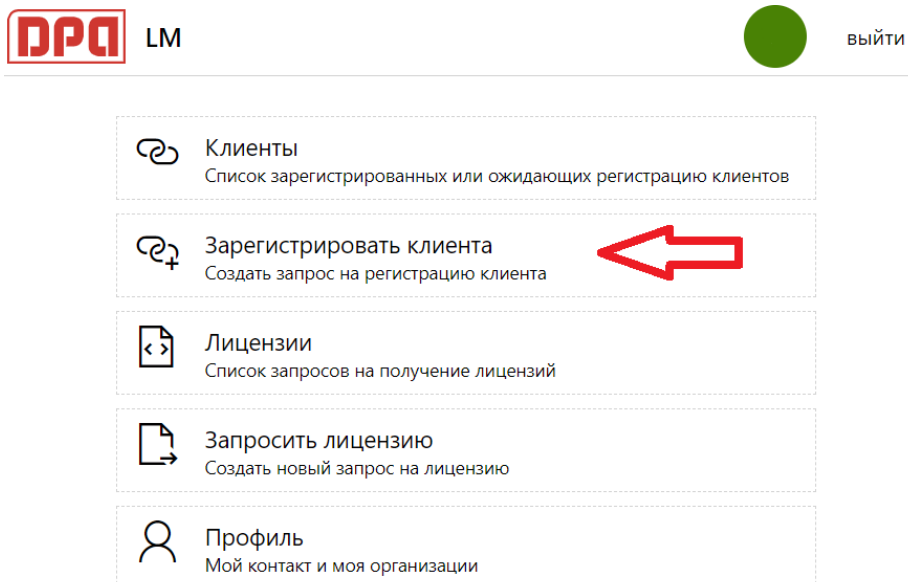 DPA LM
выйти
Клиенты
Список зарегистрированных или ожидающих регистрацию клиентов
Зарегистрировать клиента
Создать запрос на регистрацию клиента
Лицензии
Список запросов на получение лицензий
Запросить лицензию
Создать новый запрос на лицензию
Профиль
Мой контакт и моя организации